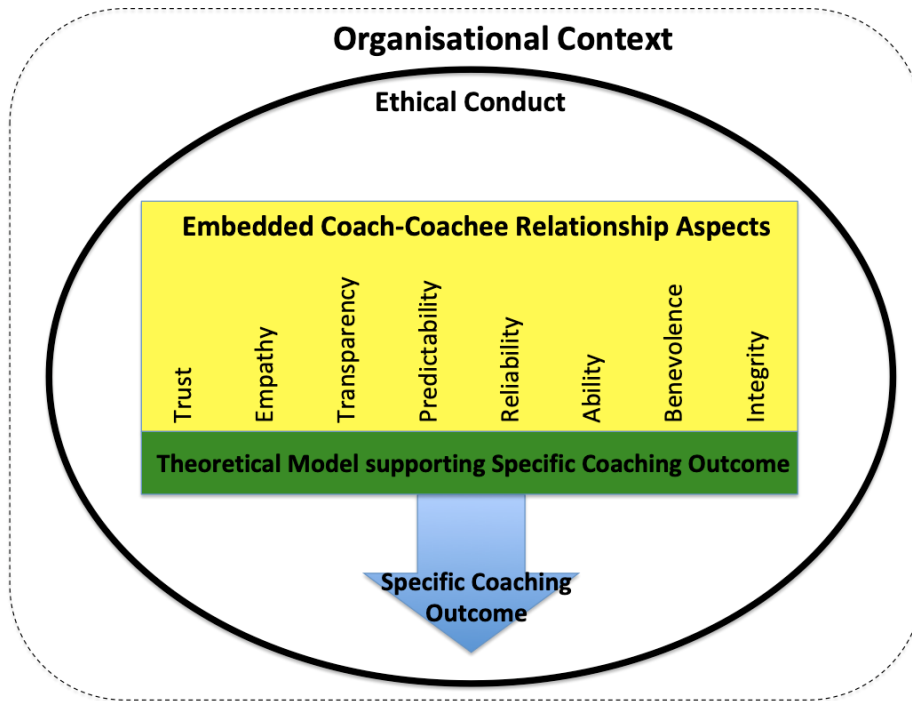 Organisational Context
Ethical Conduct
Embedded Coach-Coachee Relationship Aspects
Trust
Empathy
Transparency
Predictability
Reliability
Ability
Benevolence
Integrity
Theoretical Model supporting Specific Coaching Outcome
Specific Coaching
Outcome